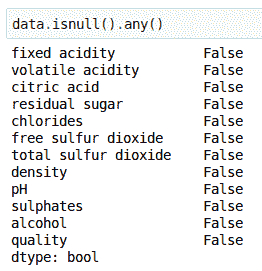 data.isnull().any()
fixed acidity False
volatile acidity False
citric acid False
residual sugar False
chlorides False
free sulfur dioxide False
total sulfur dioxide False
density False
pH False
sulphates False
alcohol False
quality False
dtype: bool